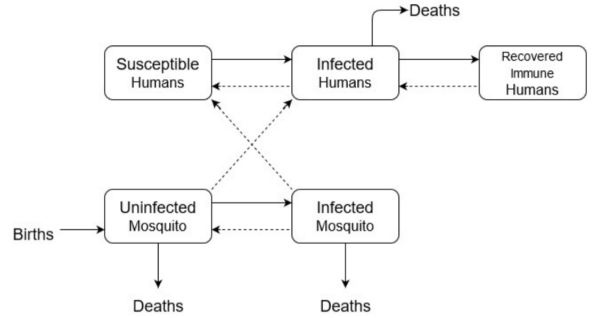 Deaths
Susceptible
Humans
Infected
Humans
Recovered
Immune
Humans
Uninfected
Mosquito
Infected
Mosquito
Births
Deaths
Deaths